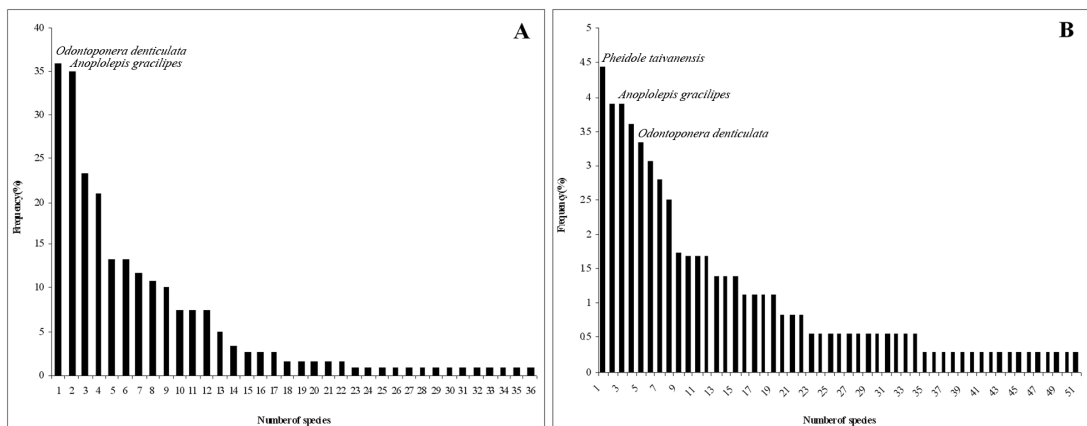 A
40
35
30
25
20
15
10
5
0
Frequency(%)
Odontoponera denticulata
Anoplolepis gracilipes
1 2 3 4 5 6 7 8 9 10 11 12 13 14 15 16 17 18 19 20 21 22 23 24 25 26 27 28 29 30 31 32 33 34 35 36
Number of species
B
5
4.5
4
3.5
3
2.5
2
1.5
1
0.5
0
Frequency(%)
Pheidole taivanensis
Anoplolepis gracilipes
Odontoponera denticulata
1 3 5 7 9 11 13 15 17 19 21 23 25 27 29 31 33 35 37 39 41 43 45 47 49 51
Number of species